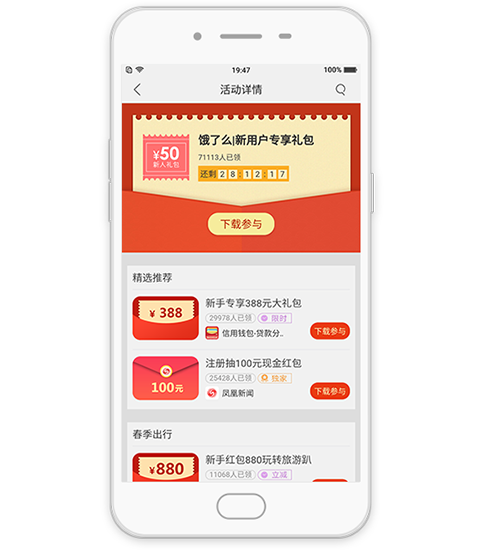 19:47
100%
活动详情
¥50
新人礼包
饿了么|新用户专享礼包
71113人已领
还剩 28:12:17
下载参与
精选推荐
¥ 388
新手专享388元大礼包
29978人已领 限时
信用钱包-贷款分..
下载参与
100元
注册抽100元现金红包
25428人已领 独家
凤凰新闻
下载参与
春季出行
¥880
新手红包880玩转旅游趴
11068人已领 立减